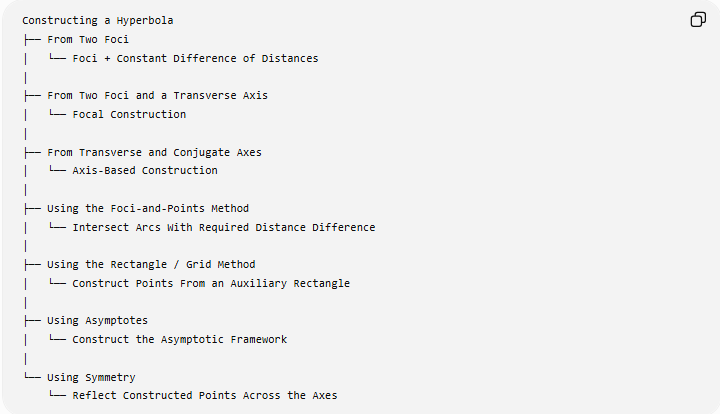 Constructing a Hyperbola
├── From Two Foci
│   └── Foci + Constant Difference of Distances
│
├── From Two Foci and a Transverse Axis
│   └── Focal Construction
│
├── From Transverse and Conjugate Axes
│   └── Axis-Based Construction
│
├── Using the Foci-and-Points Method
│   └── Intersect Arcs With Required Distance Difference
│
├── Using the Rectangle / Grid Method
│   └── Construct Points From an Auxiliary Rectangle
│
├── Using Asymptotes
│   └── Construct the Asymptotic Framework
│
└── Using Symmetry
    └── Reflect Constructed Points Across the Axes